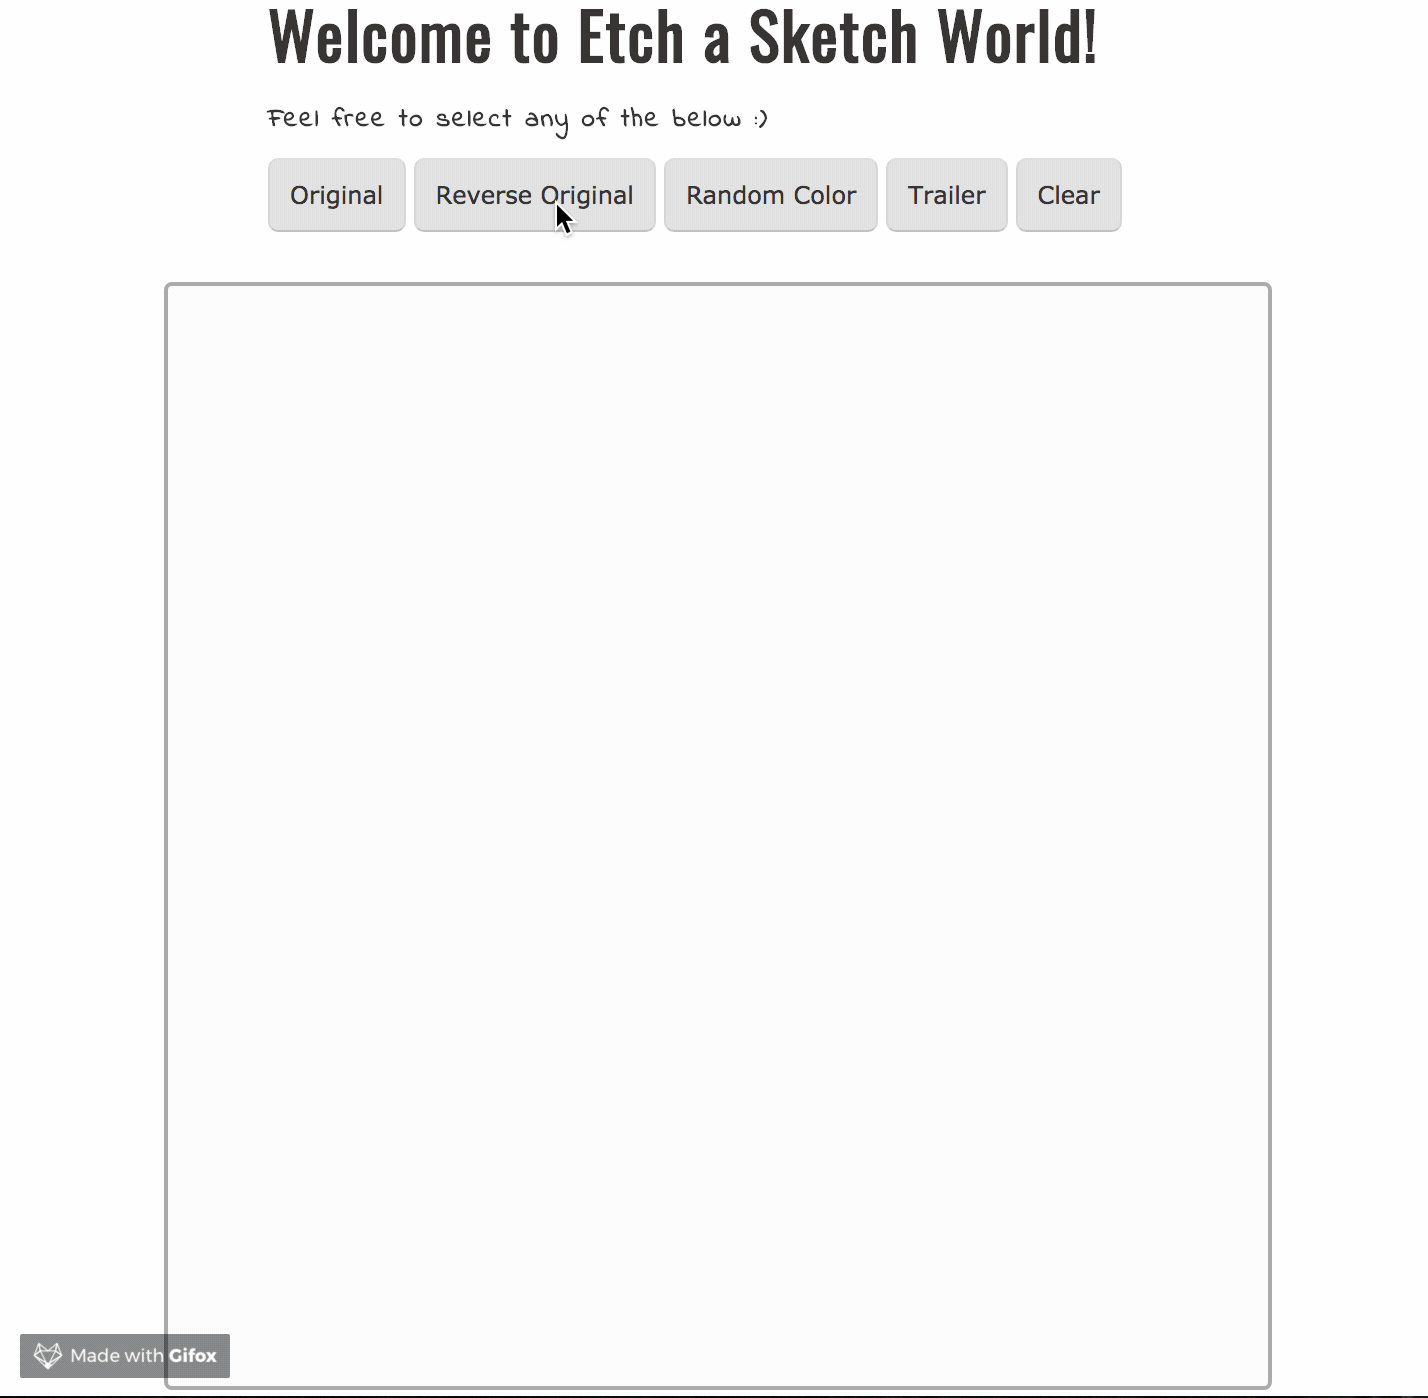 Welcome to Etch a Sketch World!
Feel free to select any of the below :)
Original Reverse Original Random Color Trailer Clear
Made with Gifox